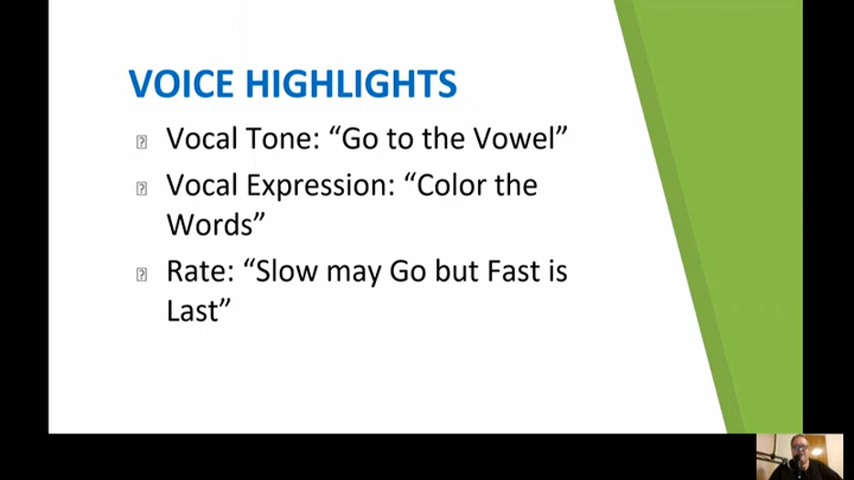 VOICE HIGHLIGHTS
Vocal Tone: “Go to the Vowel”
Vocal Expression: “Color the
Words”
Rate: “Slow may Go but Fast is
Last”